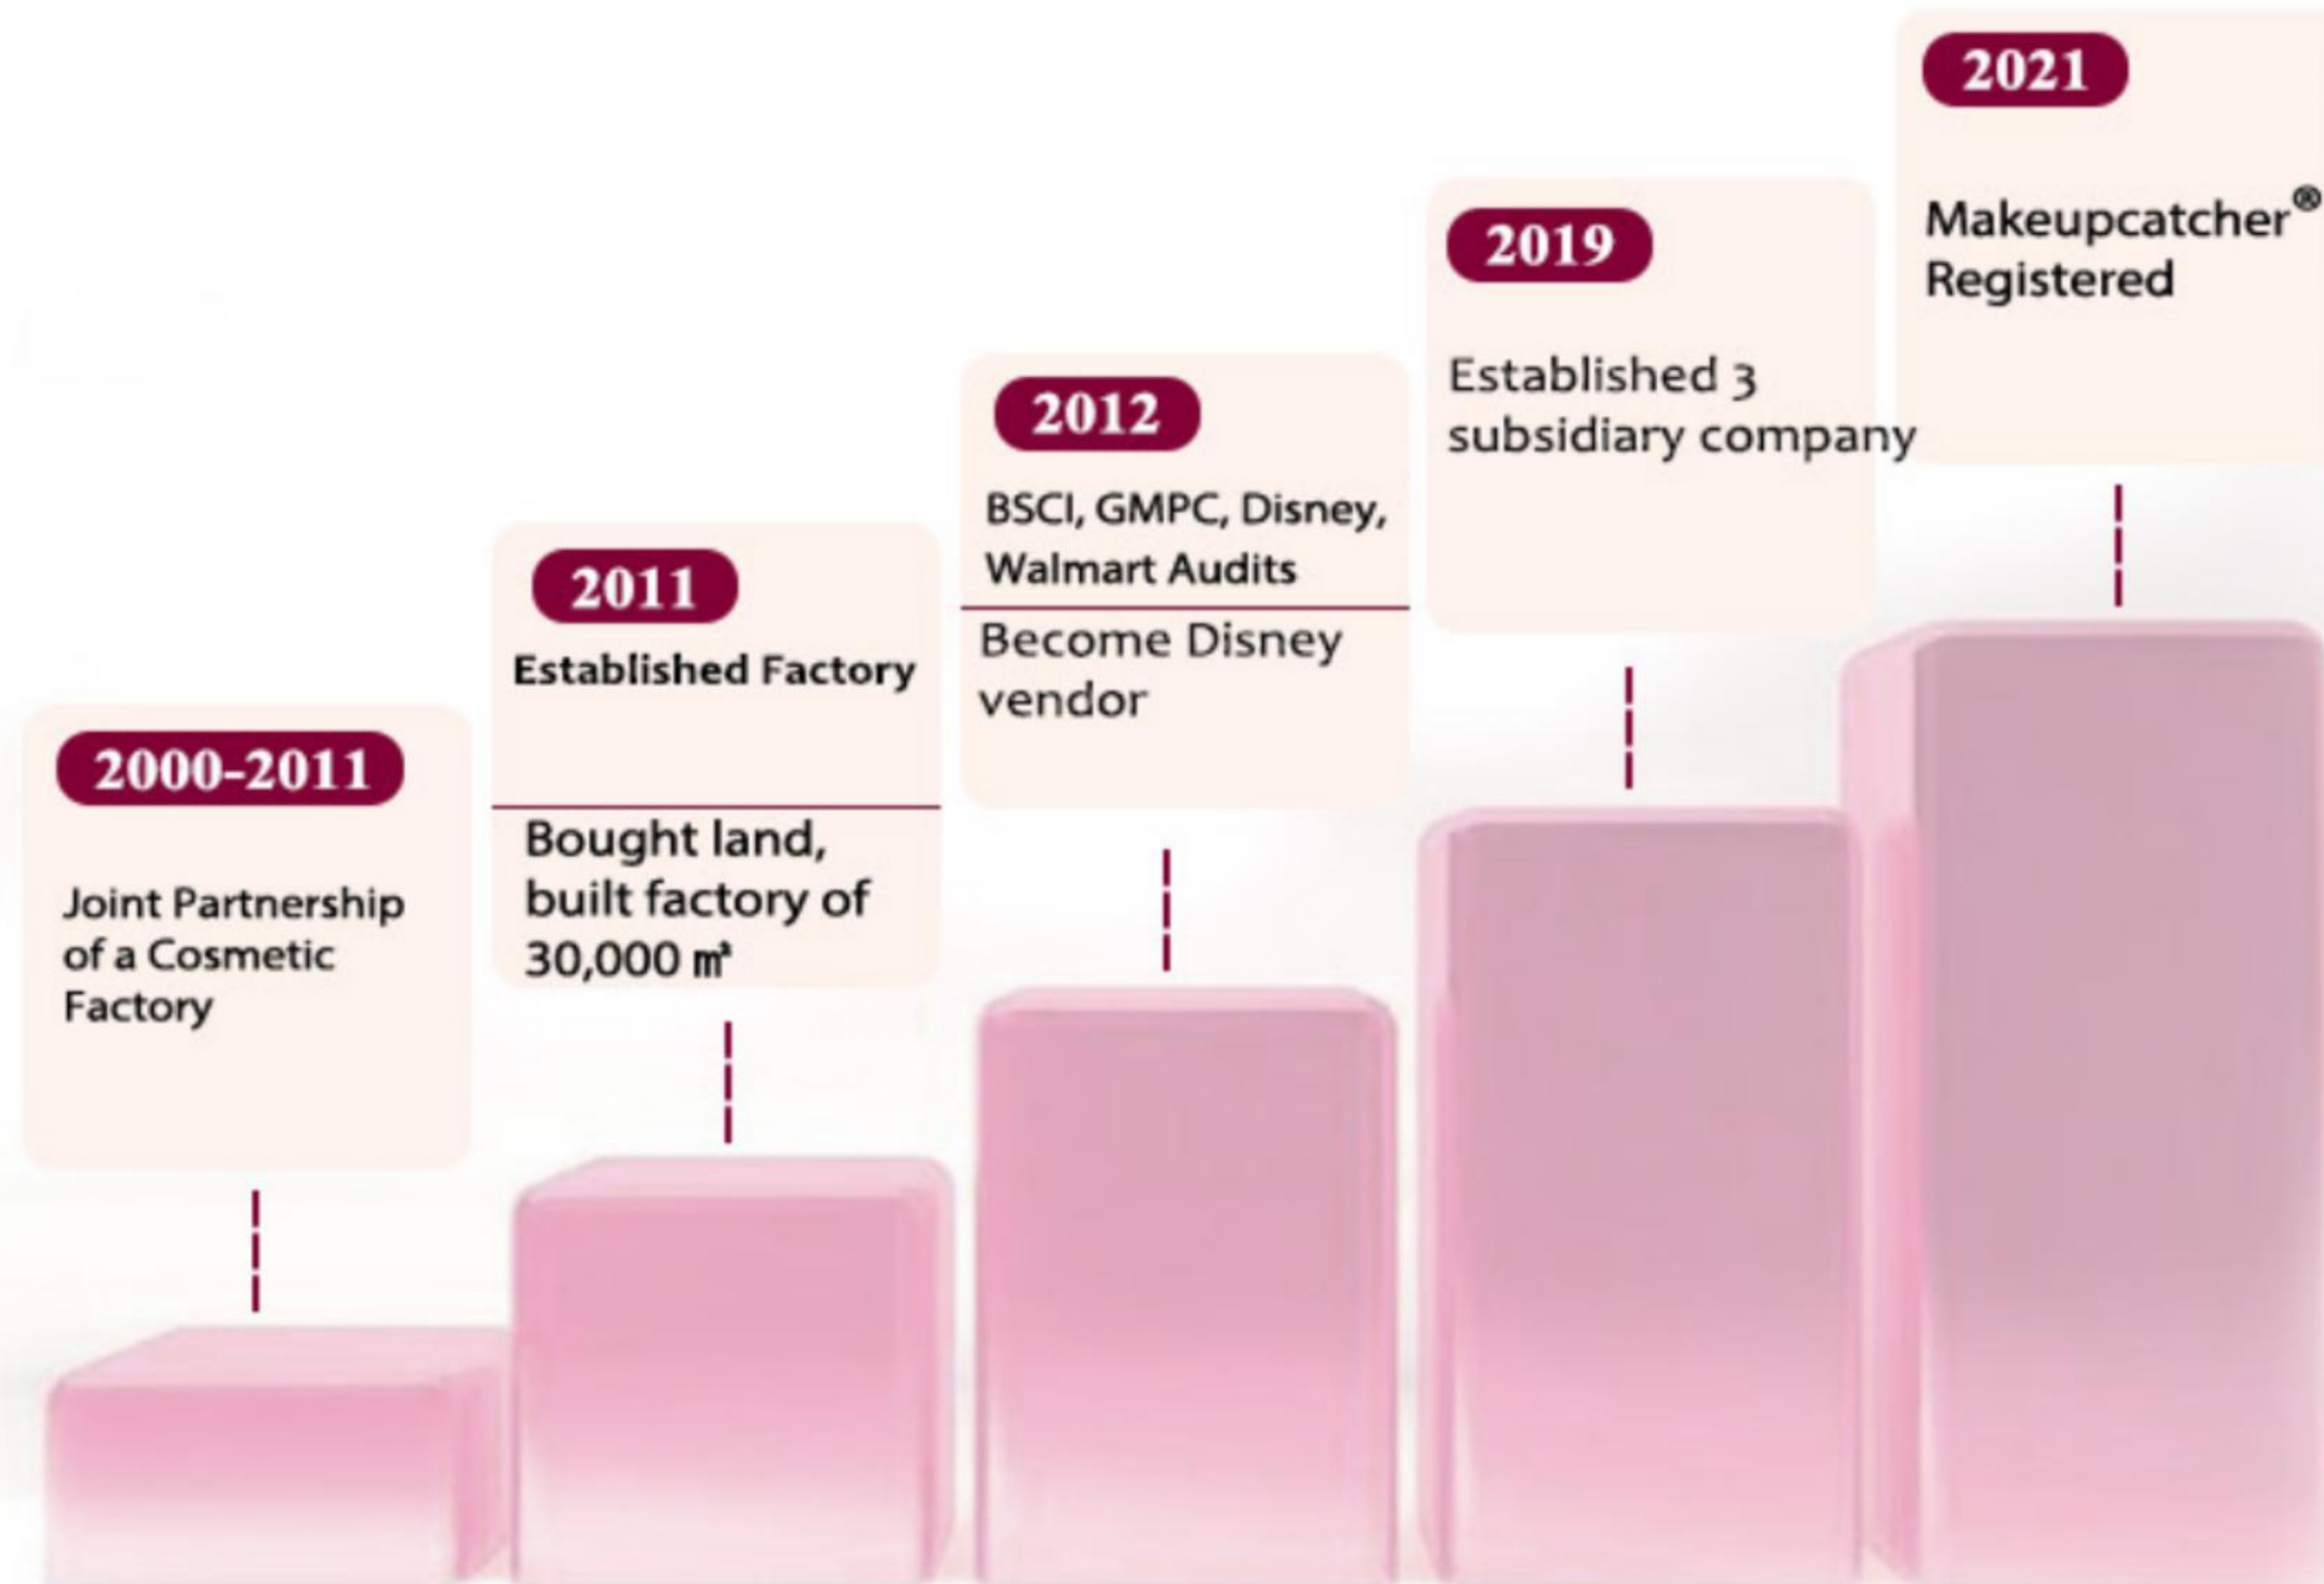 2000-2011
Joint Partnership
of a Cosmetic
Factory
2011
Established Factory
Bought land,
built factory of
30,000 ㎡
2012
BSCI, GMPC, Disney,
Walmart Audits
Become Disney
vendor
2019
Established 3
subsidiary company
2021
Makeupcatcher®
Registered